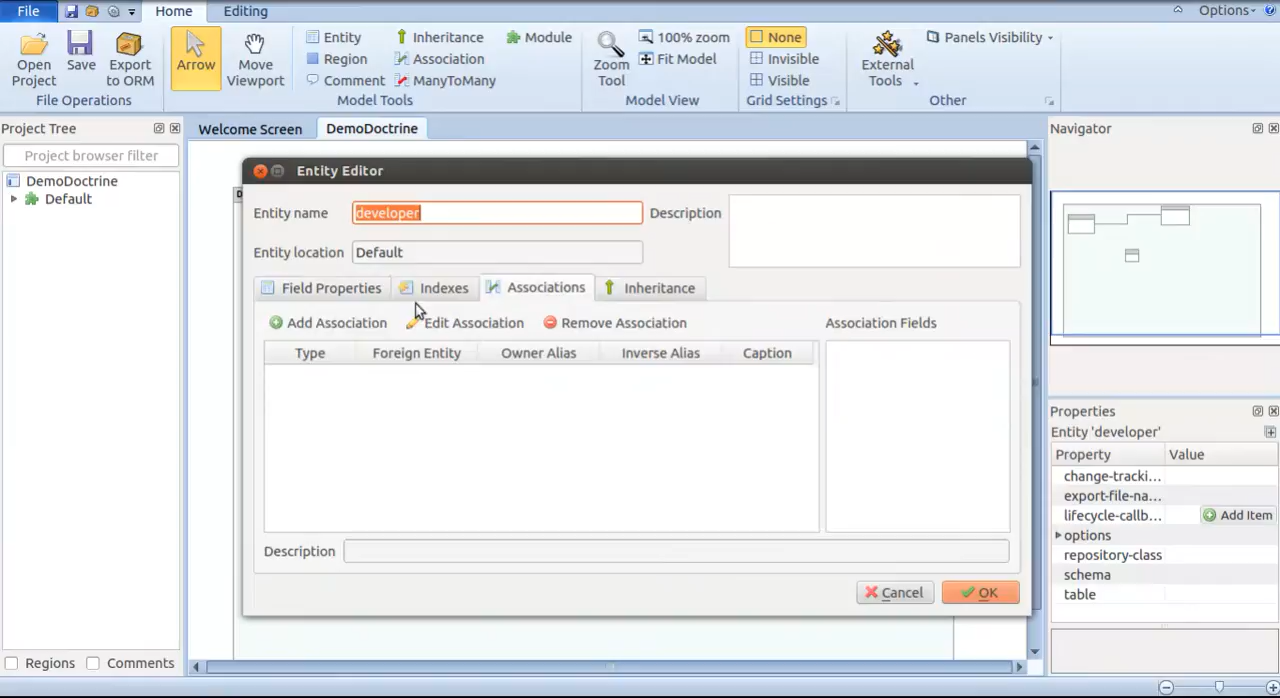 File Home Editing Options
Open Project
Save
Export to ORM
File Operations
Arrow
Move Viewport
Entity
Region
Comment
Inheritance
Association
ManyToMany
Module
Model Tools
Zoom Tool
100% zoom
Fit Model
Model View
None
Invisible
Visible
Grid Settings
External Tools
Panels Visibility
Other
Project Tree
Project browser filter
DemoDoctrine
Default
Regions Comments
Welcome Screen DemoDoctrine
Entity Editor
Entity name developer Description
Entity location Default
Field Properties Indexes Associations Inheritance
Add Association Edit Association Remove Association Association Fields
Type Foreign Entity Owner Alias Inverse Alias Caption
Description
Cancel OK
Navigator
Properties
Entity 'developer'
Property Value
change-tracki...
export-file-na...
lifecycle-callb... Add Item
options
repository-class
schema
table